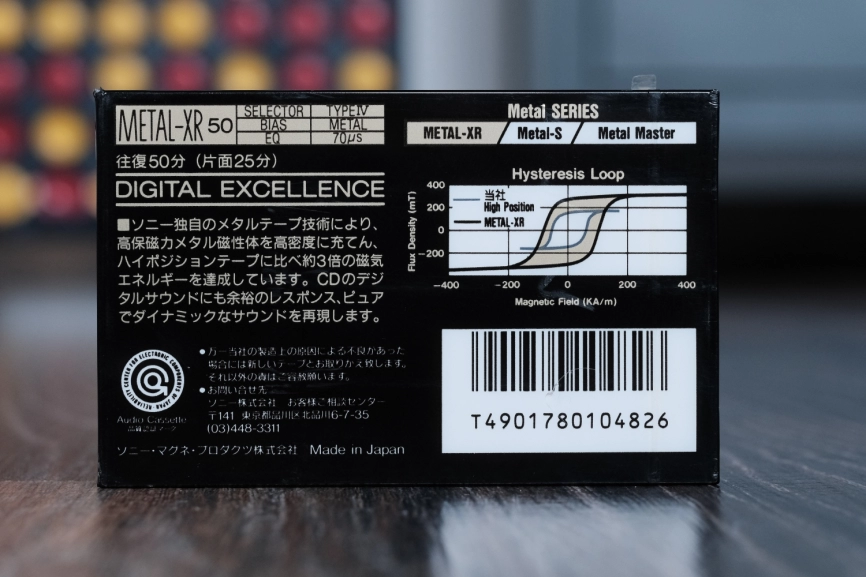 METAL-XR 50
SELECTOR TYPEⅣ
BIAS METAL
EQ 70μs
往復50分（片面25分）
DIGITAL EXCELLENCE
■ソニー独自のメタルテープ技術により、
高保磁力メタル磁性体を高密度に充てん、
ハイポジションテープに比べ約3倍の磁気
エネルギーを達成しています。CDのデジ
タルサウンドにも余裕のレスポンス、ピュア
でダイナミックなサウンドを再現します。
Metal SERIES
METAL-XR Metal-S Metal Master
Hysteresis Loop
Flux Density (mT)
400
200
0
−200
当社
High Position
METAL-XR
−400 −200 0 200 400
Magnetic Field (KA/m)
RELIABILITY CENTER FOR ELECTRONIC COMPONENTS OF JAPAN
Audio Cassette
品質認証マーク
●万一当社の製造上の原因による不良があった
場合には新しいテープとお取りかえ致します。
それ以外の責はご容赦願います。
●お問い合せ先
ソニー株式会社 お客様ご相談センター
〒141 東京都品川区北品川6-7-35
(03)448-3311
ソニー・マグネ・プロダクツ株式会社 Made in Japan
T4901780104826